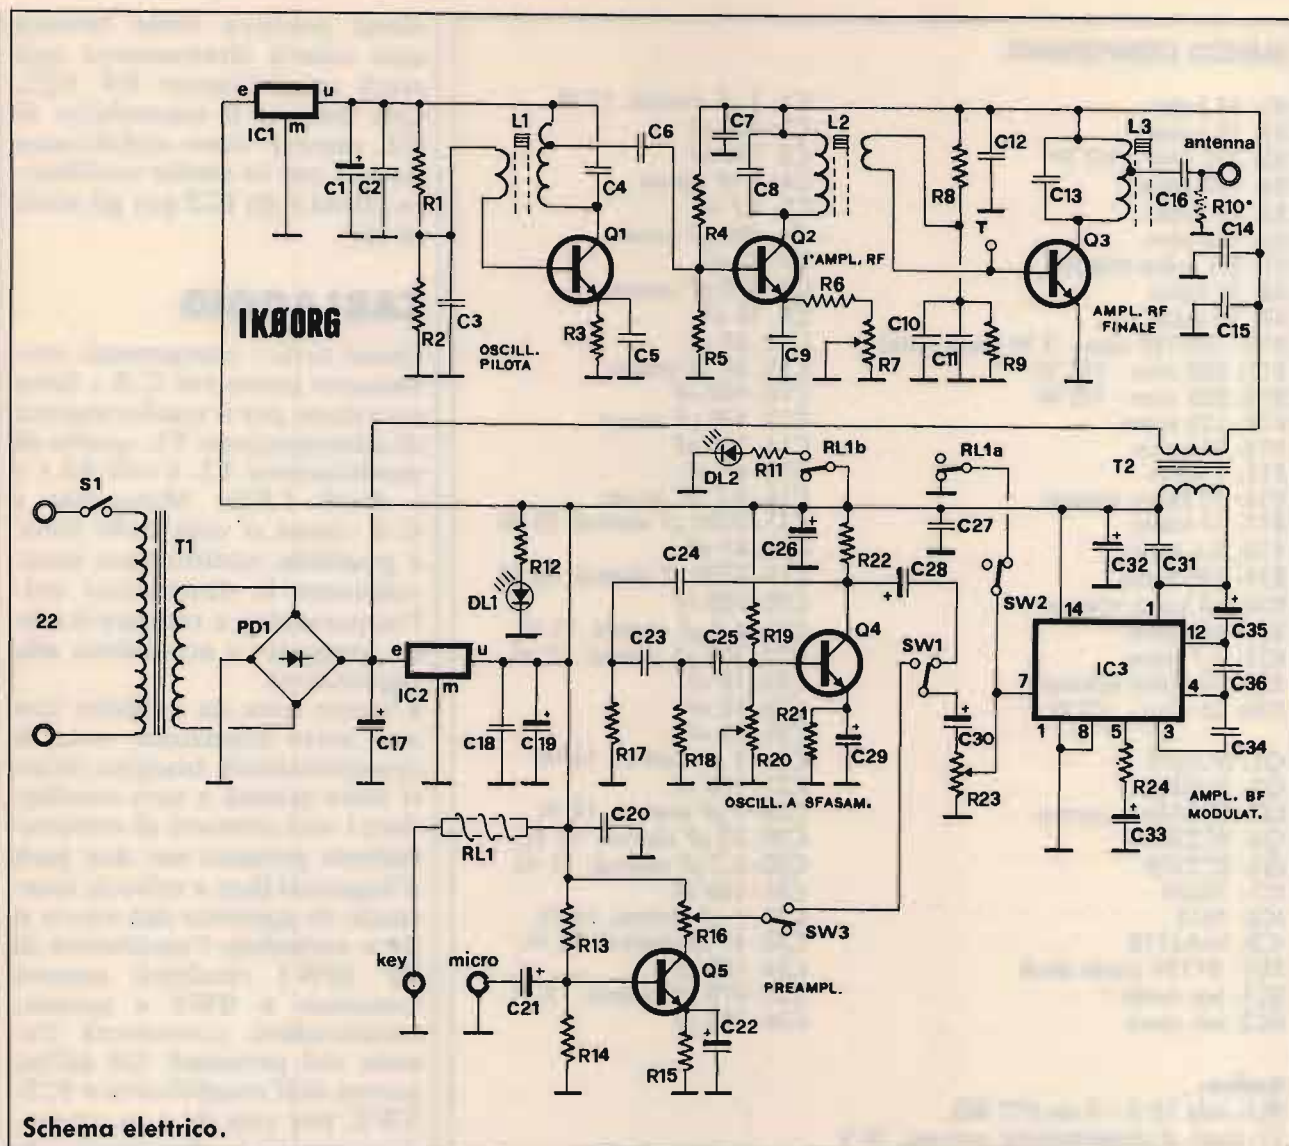 e
u
IC1
m
C1
+
C2
R1
R2
C3
L1
C4
C6
Q1
R3
C5
OSCILL.
PILOTA
IKØORG
C7
C8
L2
R4
R5
Q2
1°AMPL. RF
R6
C9
R7
R8
C12
T
C10
C11
R9
C13
L3
antenna
C16
R10*
C14
C15
Q3
AMPL. RF
FINALE
S1
T1
22
PD1
C17
+
e
u
IC2
m
C18
C19
+
R12
DL1
DL2
R11
RL1b
RL1a
T2
C24
C26
+
R22
C27
C28
+
C23
C25
R19
Q4
R17
R18
R20
R21
C29
+
OSCILL. A SFASAM.
SW1
SW2
C30
+
R23
C32
+
C31
14
1
12
7
IC3
4
1
8
5
3
C35
+
C36
C34
R24
C33
+
AMPL. BF
MODULAT.
RL1
C20
key
micro
C21
+
R13
R14
R16
Q5
R15
C22
+
SW3
PREAMPL.
Schema elettrico.